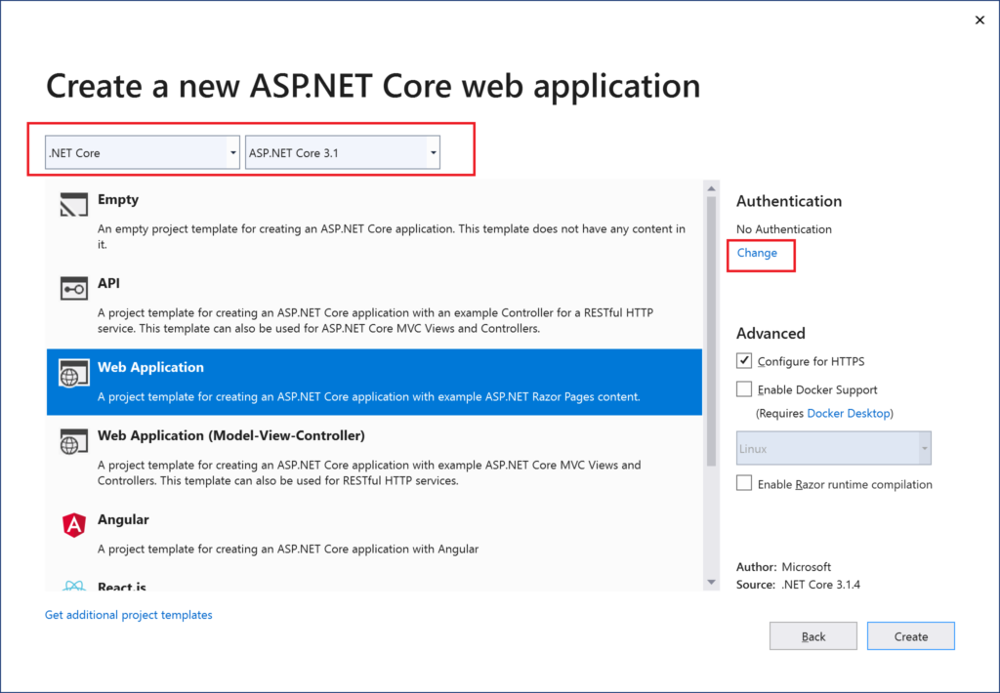 Create a new ASP.NET Core web application
.NET Core
ASP.NET Core 3.1
Empty
An empty project template for creating an ASP.NET Core application. This template does not have any content in
it.
API
A project template for creating an ASP.NET Core application with an example Controller for a RESTful HTTP
service. This template can also be used for ASP.NET Core MVC Views and Controllers.
Web Application
A project template for creating an ASP.NET Core application with example ASP.NET Razor Pages content.
Web Application (Model-View-Controller)
A project template for creating an ASP.NET Core application with example ASP.NET Core MVC Views and
Controllers. This template can also be used for RESTful HTTP services.
Angular
A project template for creating an ASP.NET Core application with Angular
React.js
Get additional project templates
Authentication
No Authentication
Change
Advanced
Configure for HTTPS
Enable Docker Support
(Requires Docker Desktop)
Linux
Enable Razor runtime compilation
Author: Microsoft
Source: .NET Core 3.1.4
Back
Create